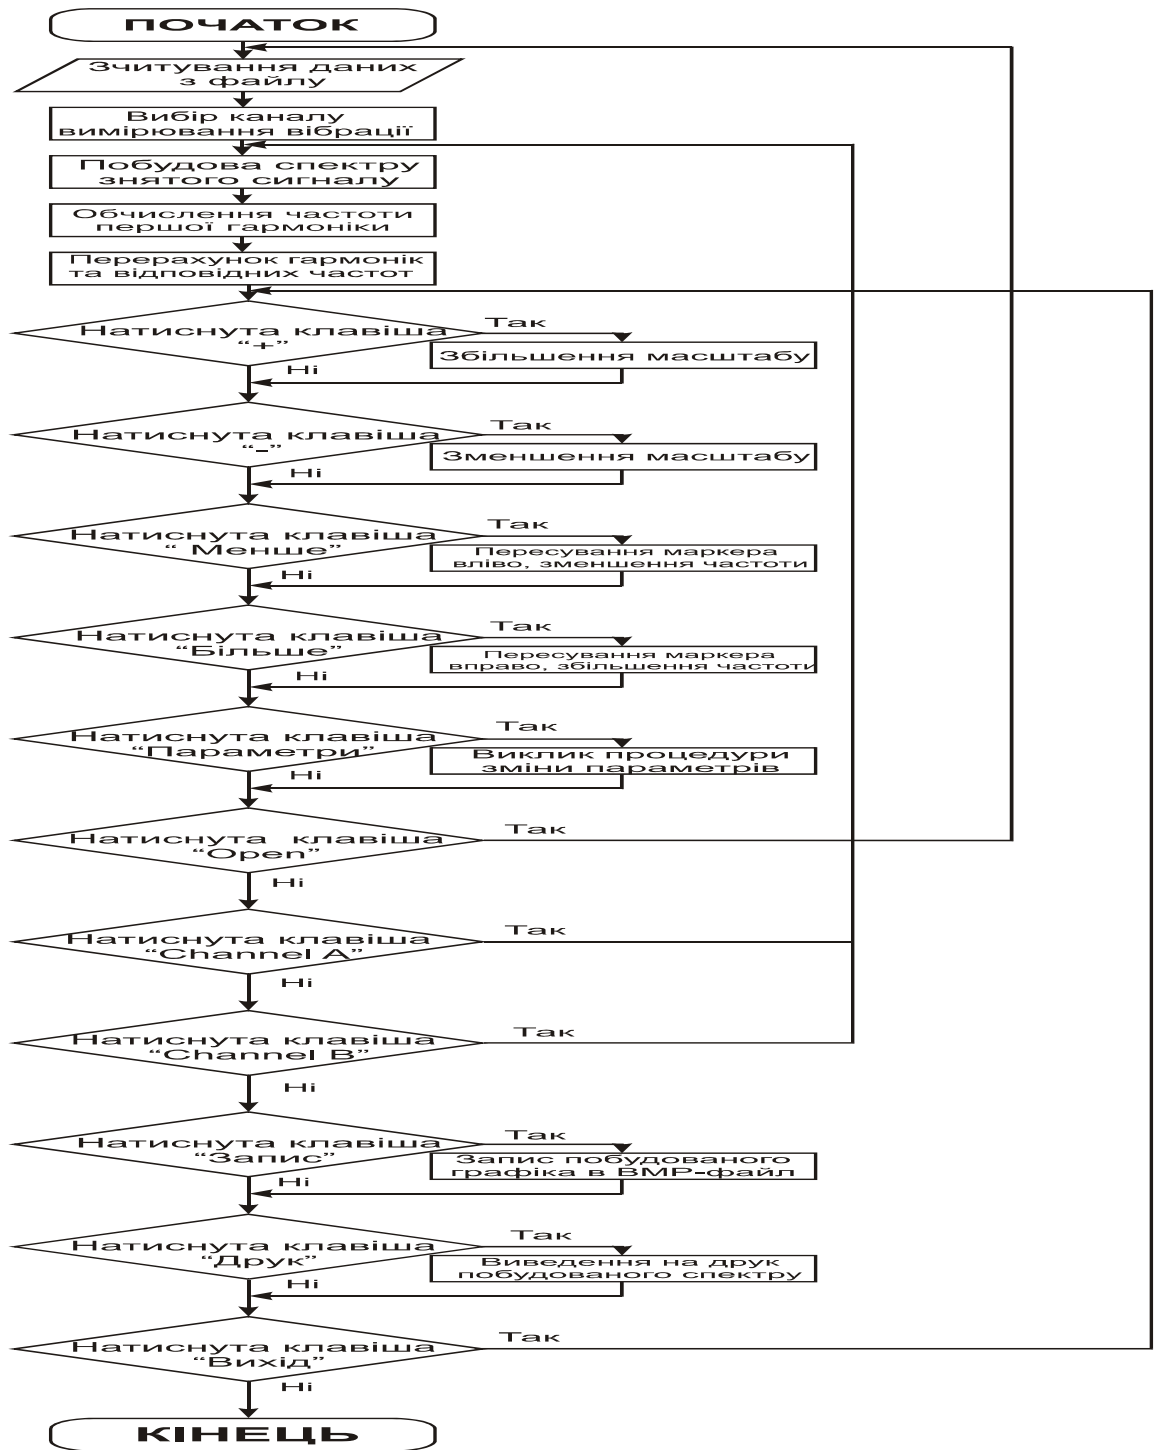 ПОЧАТОК
Зчитування даних
з файлу
Вибір каналу
вимірювання вібрації
Побудова спектру
знятого сигналу
Обчислення частоти
першої гармоніки
Перерахунок гармонік
та відповідних частот
Натиснута клавіша
“+”
Так
Збільшення масштабу
Ні
Натиснута клавіша
“-”
Так
Зменшення масштабу
Ні
Натиснута клавіша
“ Менше”
Так
Пересування маркера
вліво, зменшення частоти
Ні
Натиснута клавіша
“Більше”
Так
Пересування маркера
вправо, збільшення частоти
Ні
Натиснута клавіша
“Параметри”
Так
Виклик процедури
зміни параметрів
Ні
Натиснута клавіша
“Open”
Так
Ні
Натиснута клавіша
“Channel A”
Так
Ні
Натиснута клавіша
“Channel B”
Так
Ні
Натиснута клавіша
“Запис”
Так
Запис побудованого
графіка в BMP-файл
Ні
Натиснута клавіша
“Друк”
Так
Виведення на друк
побудованого спектру
Ні
Натиснута клавіша
“Вихід”
Так
Ні
КІНЕЦЬ